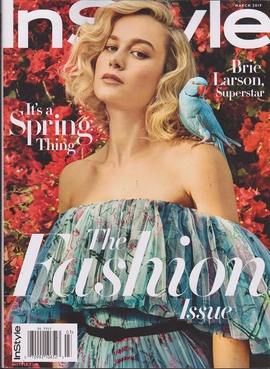 InStyle
MARCH 2019
Brie
Larson,
Superstar
It's a
Spring
Thing
The
Fashion
Issue
InStyle